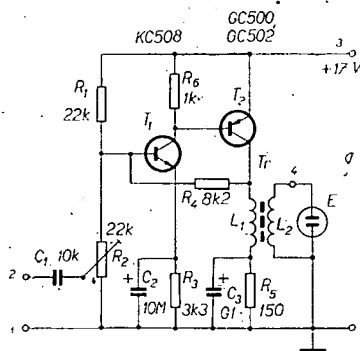 KC508
GC500,
GC502
3
+17 V
R1
22k
R6
1k
T1
T2
Tr
R4 8k2
4
E
L1
L2
22k
R2
C1 10k
2
C2
10M
R3
3k3
C3
G1
R5
150
1